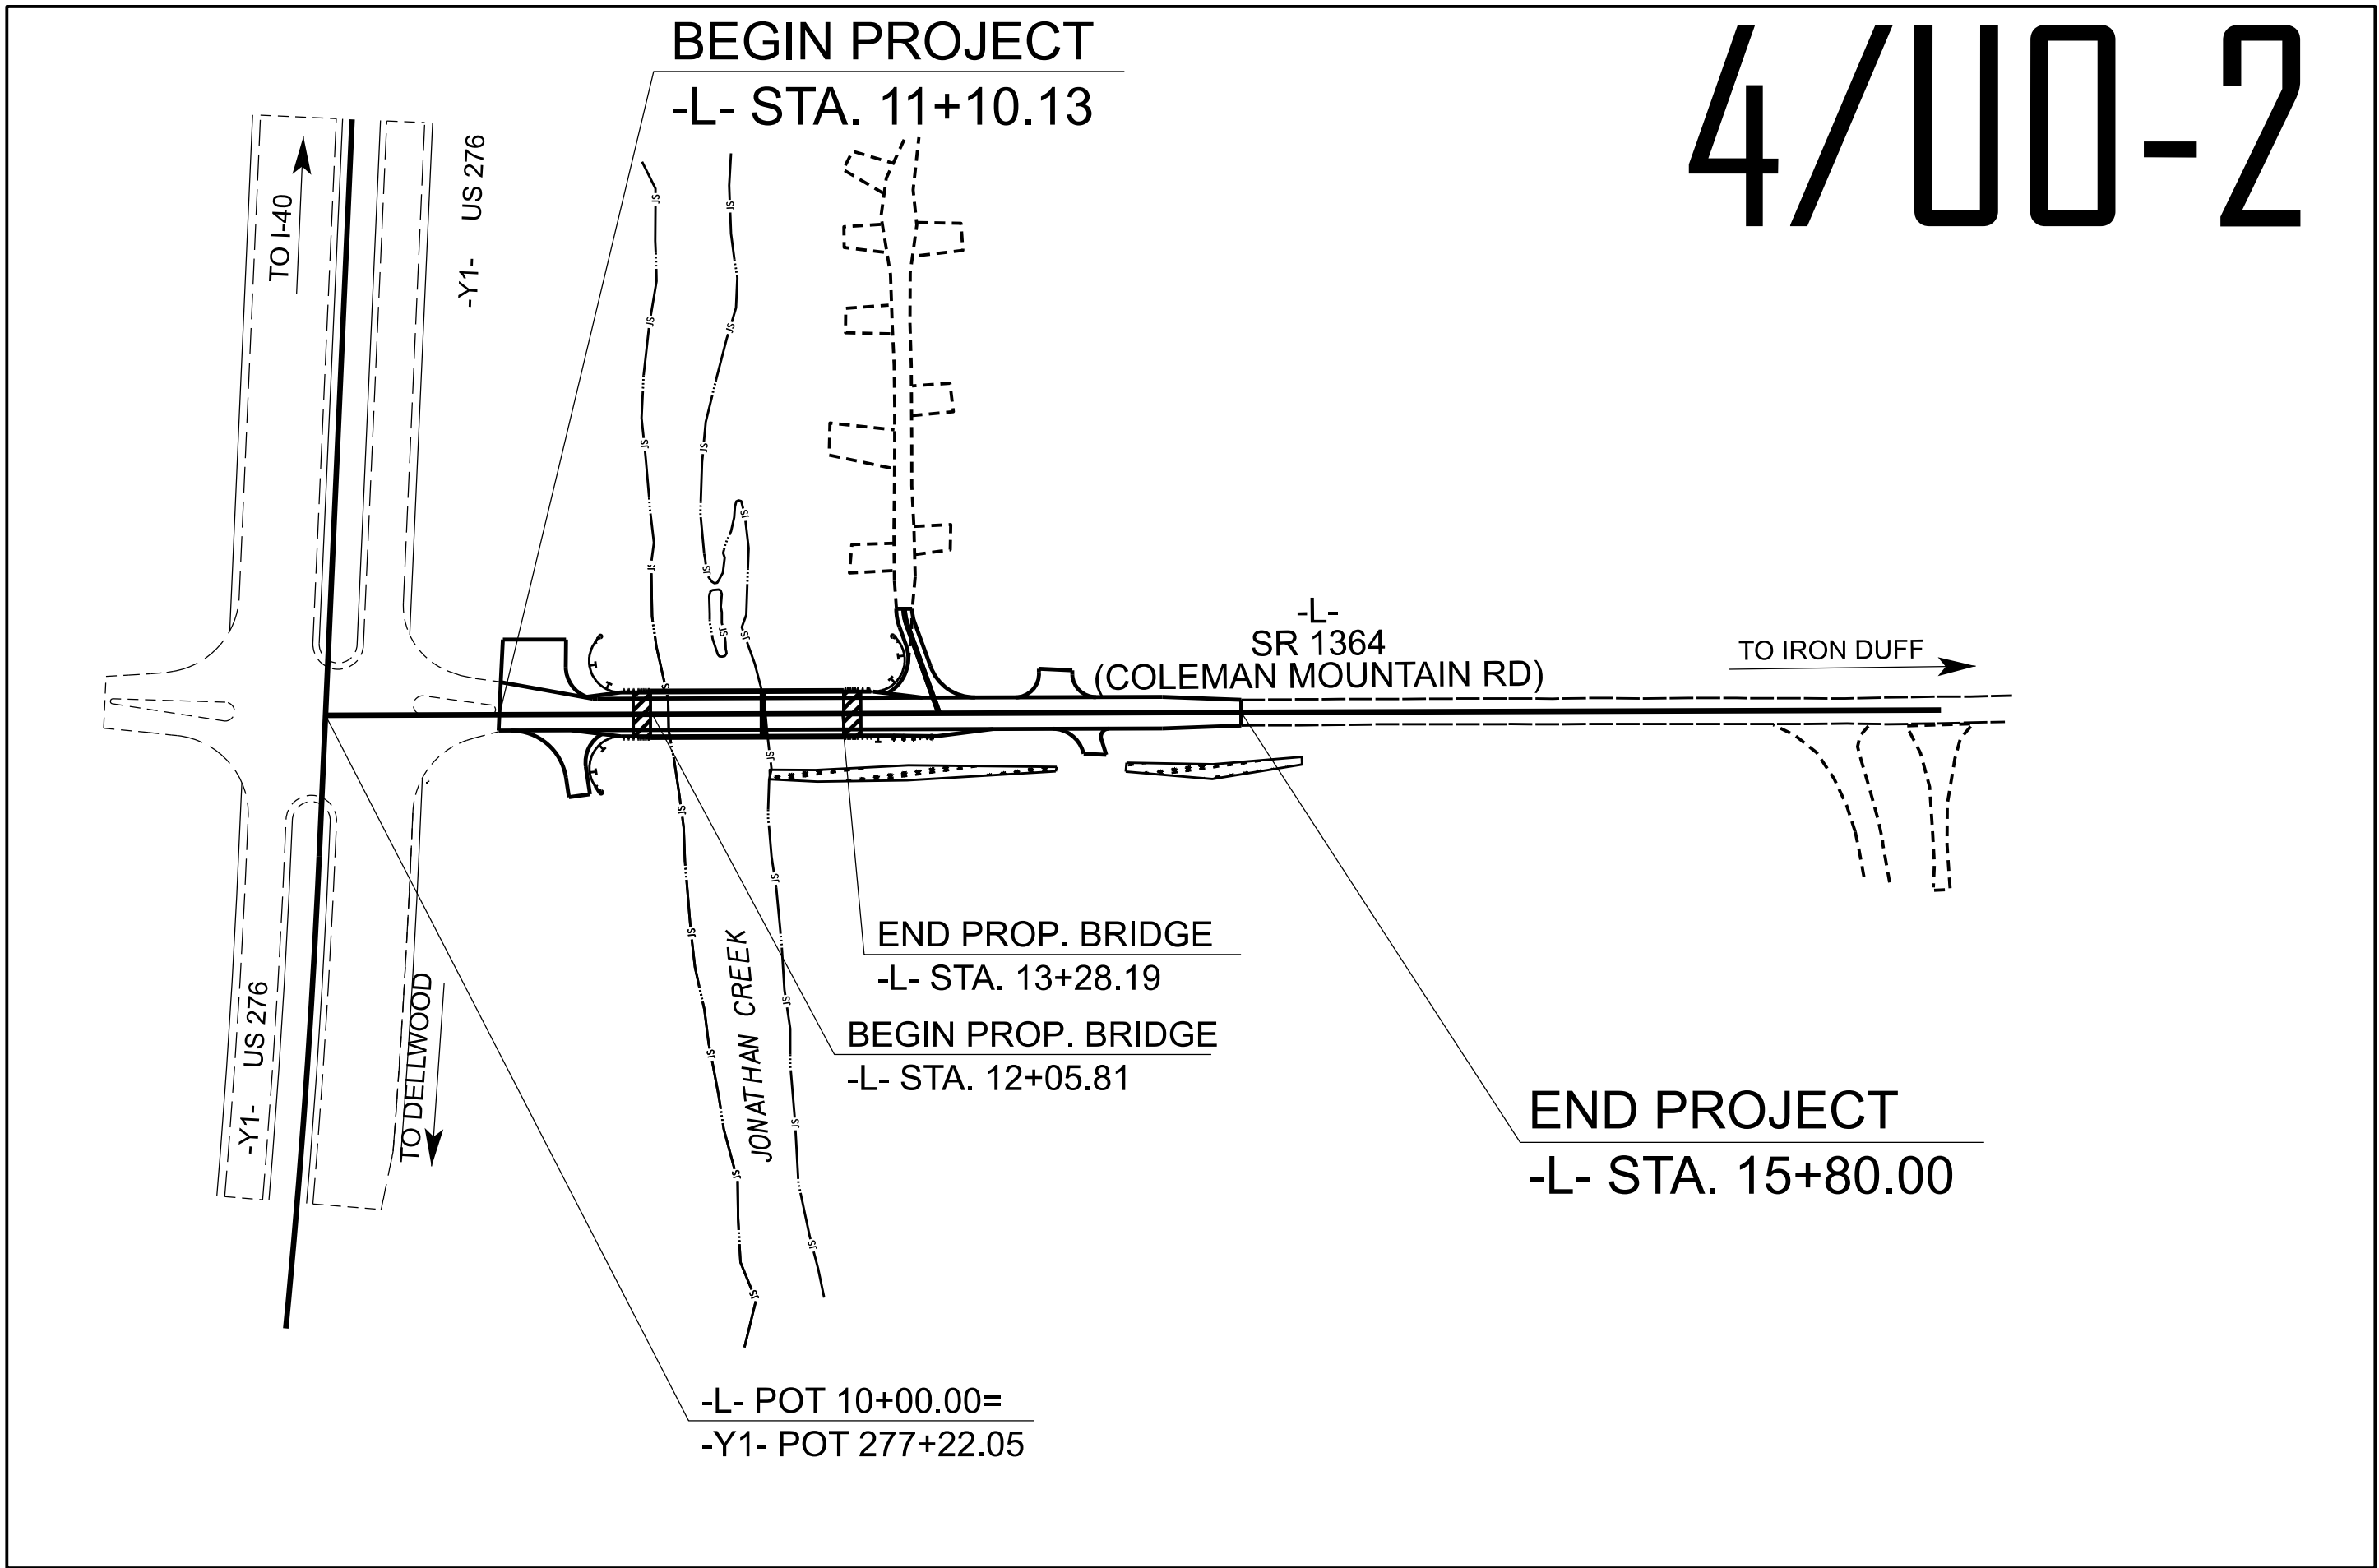 BEGIN PROJECT
-L- STA. 11+10.13
4/UO-2
TO I-40
-Y1- US 276
-L-
SR 1364
(COLEMAN MOUNTAIN RD)
TO IRON DUFF
END PROP. BRIDGE
-L- STA. 13+28.19
BEGIN PROP. BRIDGE
-L- STA. 12+05.81
JONATHAN CREEK
-Y1- US 276
TO DELLWOOD
END PROJECT
-L- STA. 15+80.00
-L- POT 10+00.00=
-Y1- POT 277+22.05